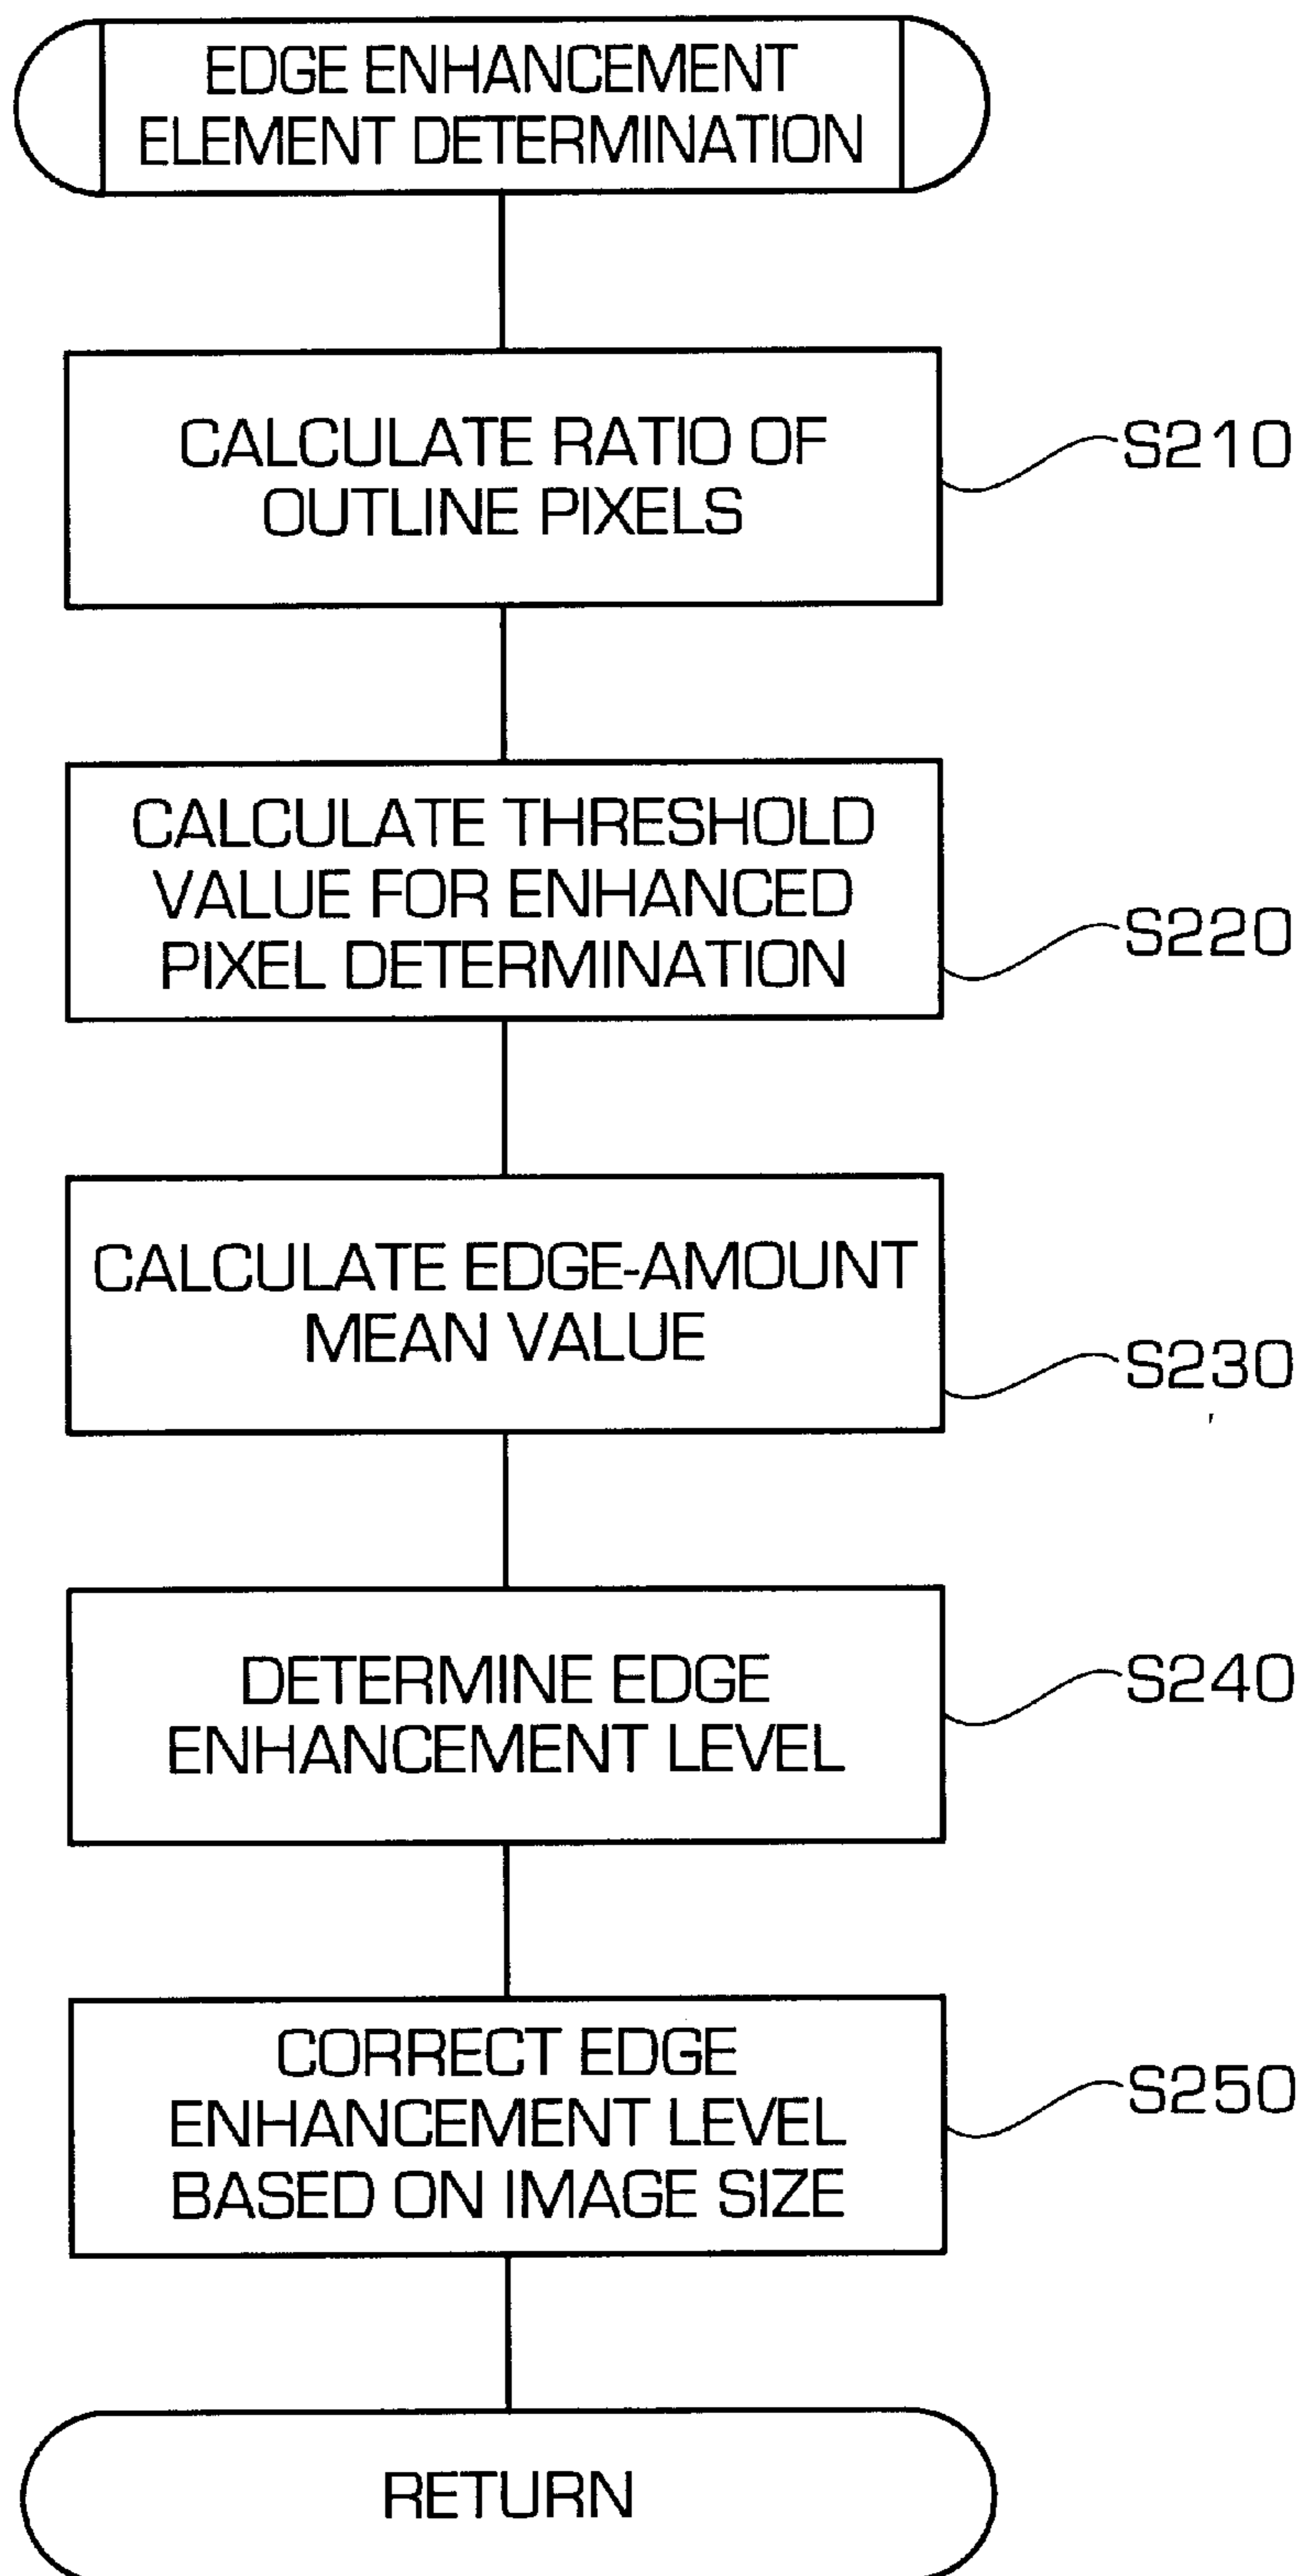 EDGE ENHANCEMENT
ELEMENT DETERMINATION
CALCULATE RATIO OF
OUTLINE PIXELS
S210
CALCULATE THRESHOLD
VALUE FOR ENHANCED
PIXEL DETERMINATION
S220
CALCULATE EDGE-AMOUNT
MEAN VALUE
S230
DETERMINE EDGE
ENHANCEMENT LEVEL
S240
CORRECT EDGE
ENHANCEMENT LEVEL
BASED ON IMAGE SIZE
S250
RETURN